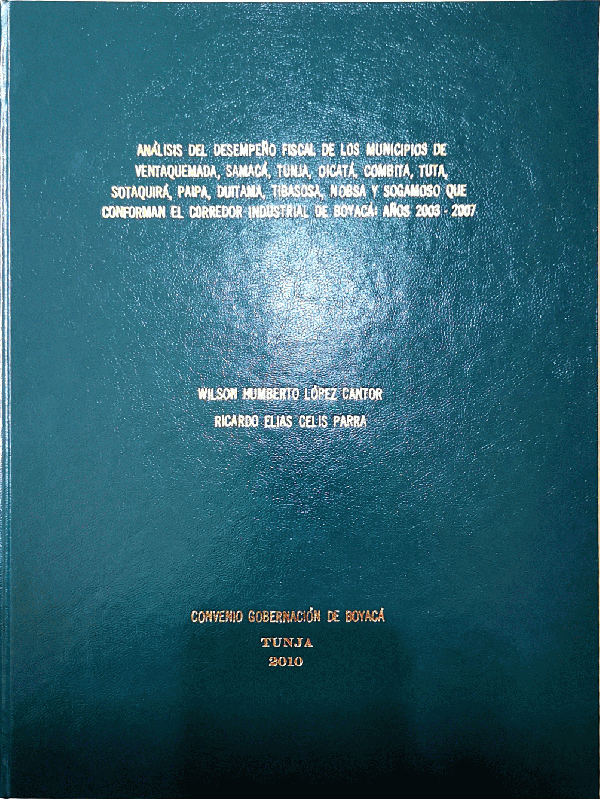 ANÁLISIS DEL DESEMPEÑO FISCAL DE LOS MUNICIPIOS DE
VENTAQUEMADA, SAMACÁ, TUNJA, OICATÁ, COMBITA, TUTA,
SOTAQUIRÁ, PAIPA, DUITAMA, TIBASOSA, NOBSA Y SOGAMOSO QUE
CONFORMAN EL CORREDOR INDUSTRIAL DE BOYACÁ: AÑOS 2003 - 2007
WILSON HUMBERTO LÓPEZ CANTOR
RICARDO ELIAS CELIS PARRA
CONVENIO GOBERNACIÓN DE BOYACÁ
TUNJA
2010